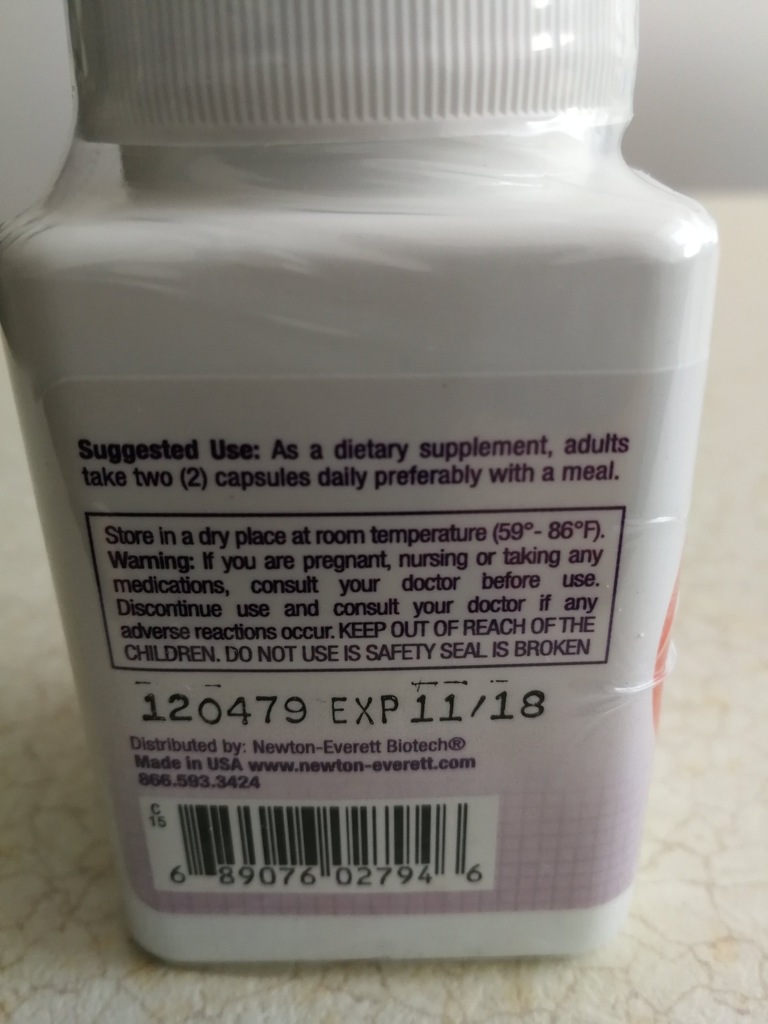 Suggested Use: As a dietary supplement, adults
take two (2) capsules daily preferably with a meal.
Store in a dry place at room temperature (59°- 86°F).
Warning: If you are pregnant, nursing or taking any
medications, consult your doctor before use.
Discontinue use and consult your doctor if any
adverse reactions occur. KEEP OUT OF REACH OF THE
CHILDREN. DO NOT USE IS SAFETY SEAL IS BROKEN
120479 EXP 11/18
Distributed by: Newton-Everett Biotech®
Made in USA www.newton-everett.com
866.593.3424
C
15
6 89076 02794 6